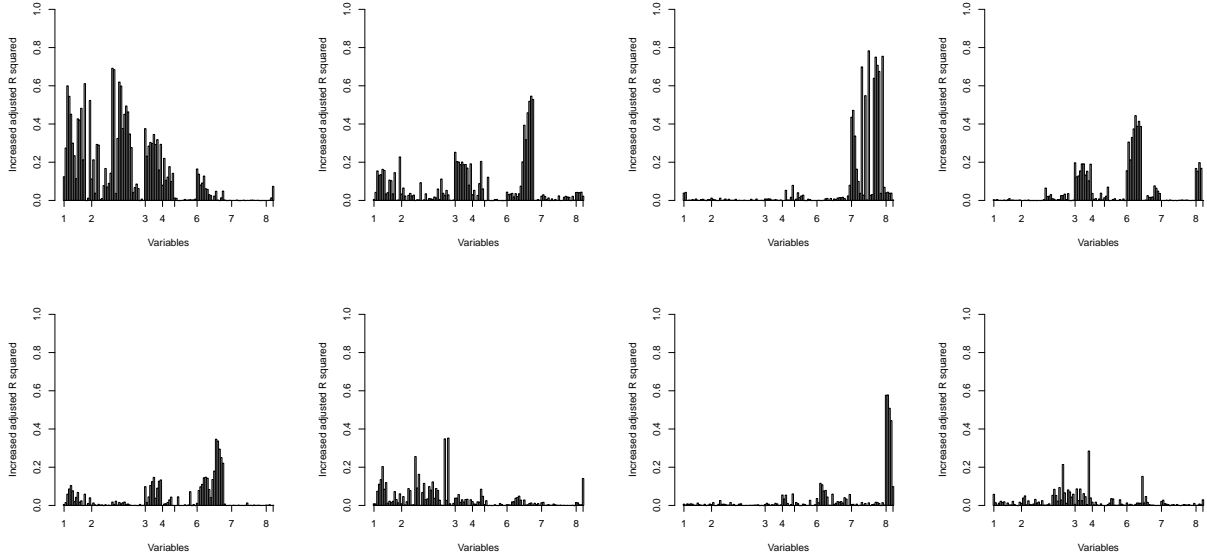 Increased adjusted R squared
0.0 0.2 0.4 0.6 0.8 1.0
1 2 3 4 6 7 8
Variables
Increased adjusted R squared
0.0 0.2 0.4 0.6 0.8 1.0
1 2 3 4 6 7 8
Variables
Increased adjusted R squared
0.0 0.2 0.4 0.6 0.8 1.0
1 2 3 4 6 7 8
Variables
Increased adjusted R squared
0.0 0.2 0.4 0.6 0.8 1.0
1 2 3 4 6 7 8
Variables
Increased adjusted R squared
0.0 0.2 0.4 0.6 0.8 1.0
1 2 3 4 6 7 8
Variables
Increased adjusted R squared
0.0 0.2 0.4 0.6 0.8 1.0
1 2 3 4 6 7 8
Variables
Increased adjusted R squared
0.0 0.2 0.4 0.6 0.8 1.0
1 2 3 4 6 7 8
Variables
Increased adjusted R squared
0.0 0.2 0.4 0.6 0.8 1.0
1 2 3 4 6 7 8
Variables